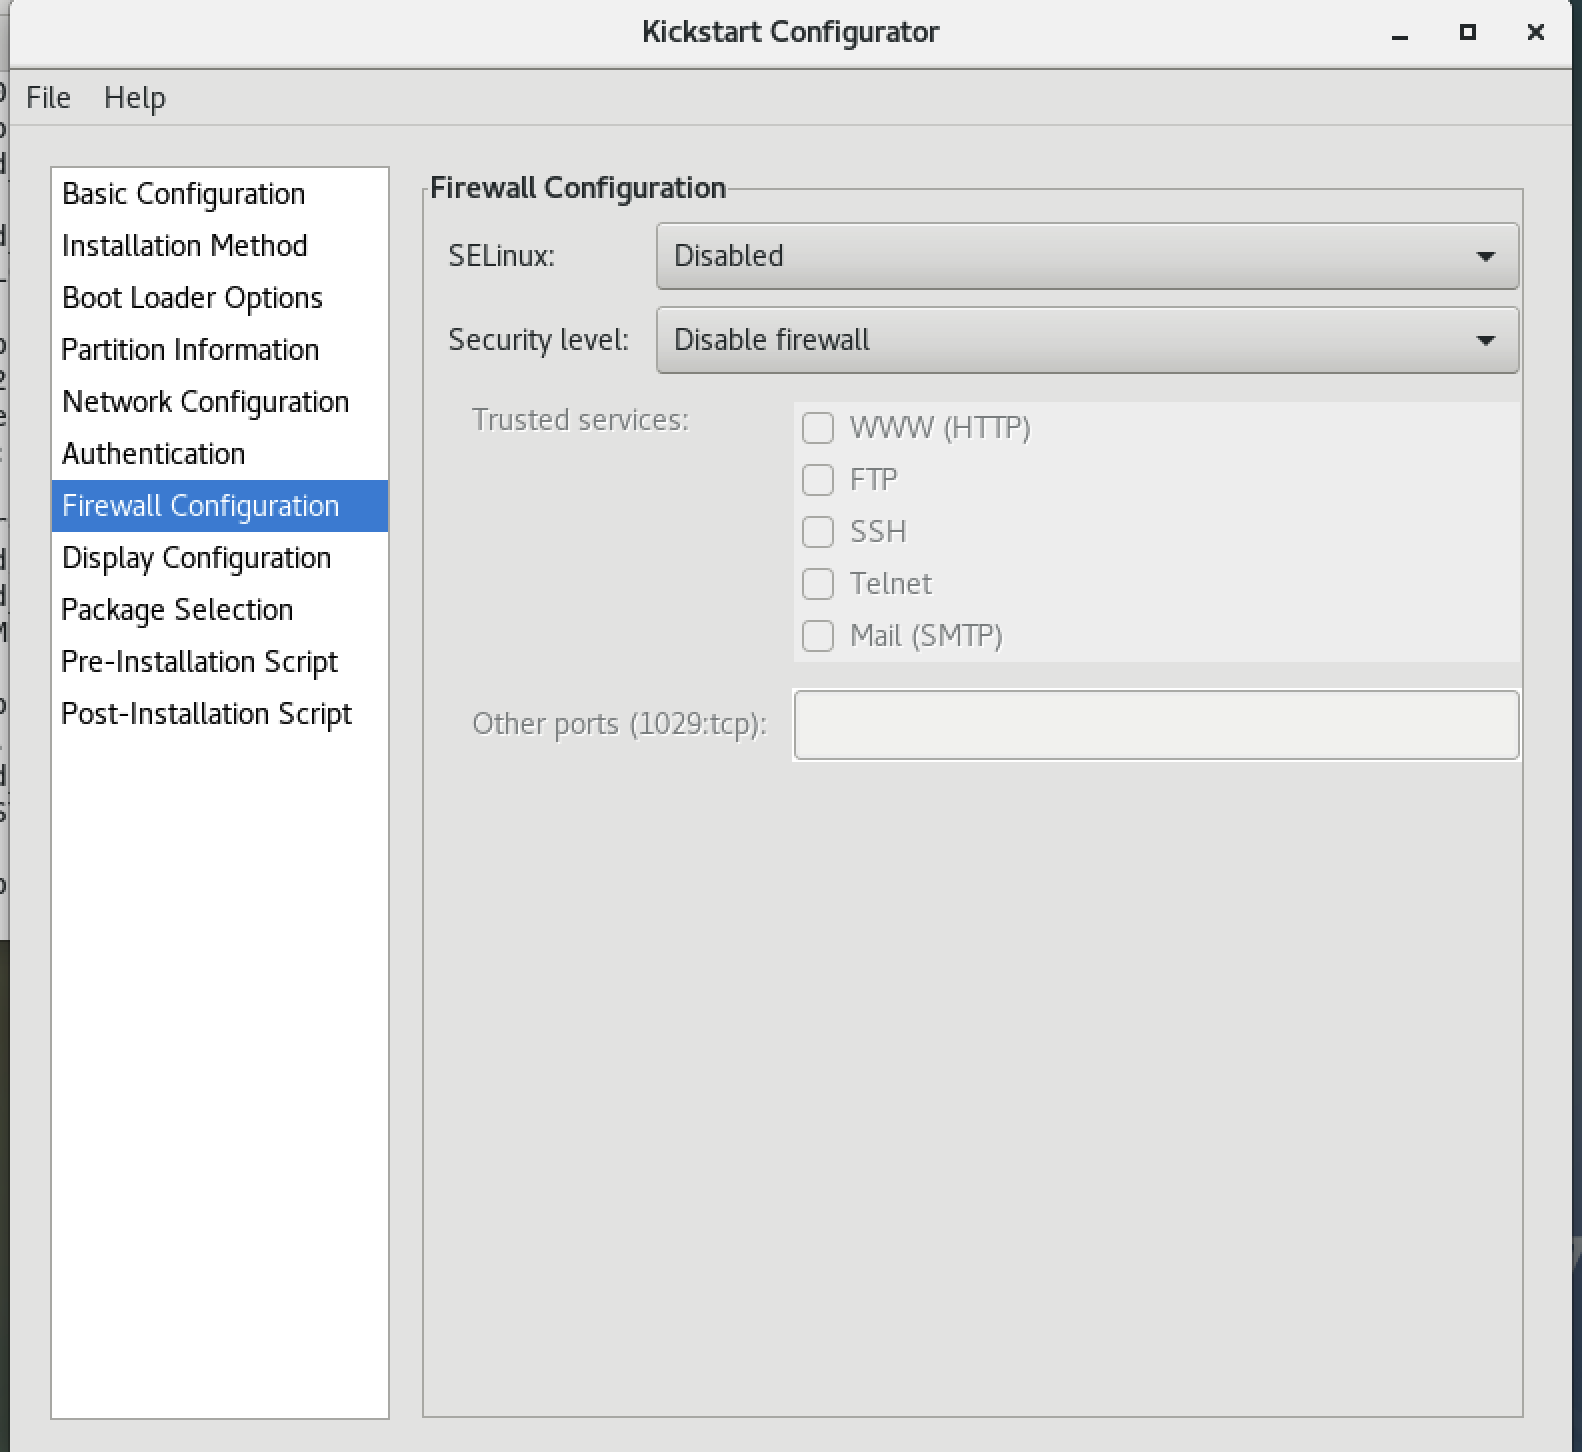 Kickstart Configurator
File Help
Basic Configuration
Installation Method
Boot Loader Options
Partition Information
Network Configuration
Authentication
Firewall Configuration
Display Configuration
Package Selection
Pre-Installation Script
Post-Installation Script
Firewall Configuration
SELinux: Disabled
Security level: Disable firewall
Trusted services:
WWW (HTTP)
FTP
SSH
Telnet
Mail (SMTP)
Other ports (1029:tcp):